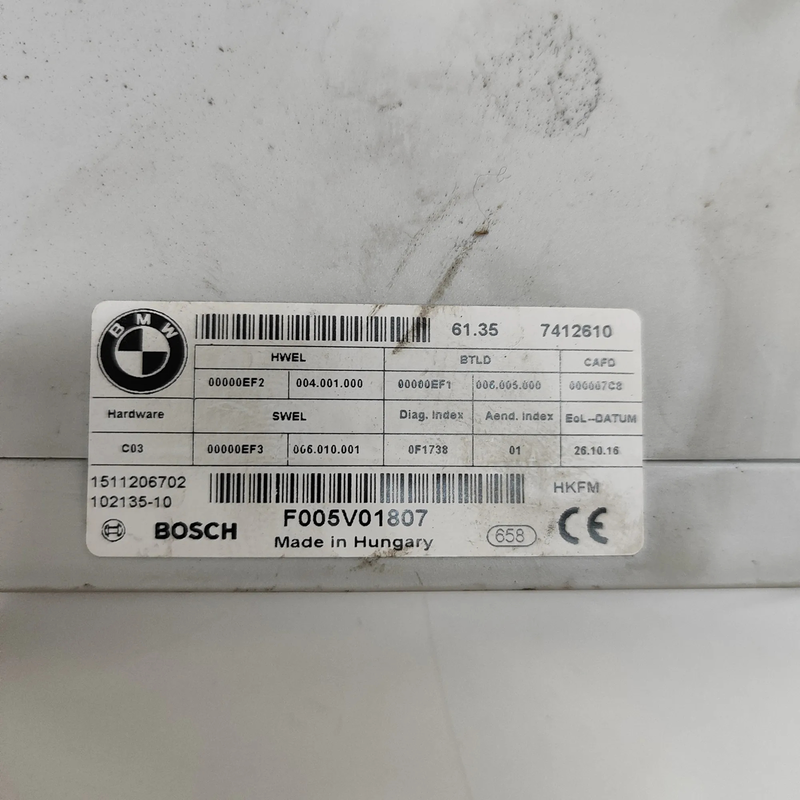 BMW
61.35 7412610
HWEL BTLD CAFD
00000EF2 004.001.000 00000EF1 006.005.000 000007C8
Hardware SWEL Diag. Index Aend. Index EoL-DATUM
C03 00000EF3 006.010.001 0F1738 01 26.10.16
1511206702
102135-10
HKFM
BOSCH
F005V01807
Made in Hungary
658
CE